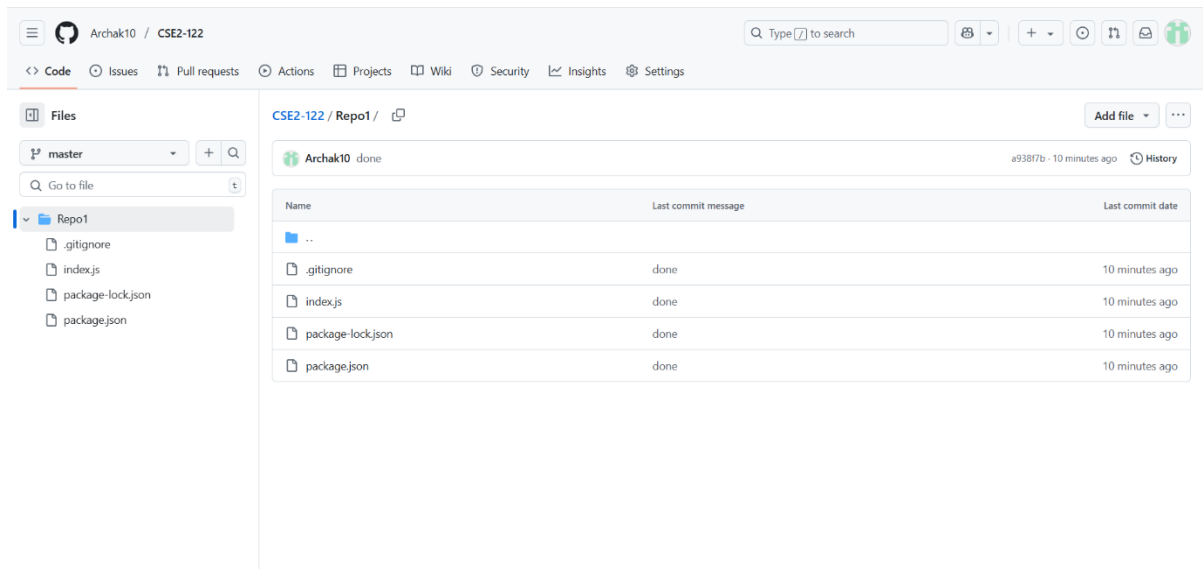 Archak10 / CSE2-122
Type / to search
Code Issues Pull requests Actions Projects Wiki Security Insights Settings
Files
master
Go to file t
Repo1
.gitignore
index.js
package-lock.json
package.json
CSE2-122 / Repo1 /
Add file
Archak10 done
a938f7b · 10 minutes ago History
Name Last commit message Last commit date
..
.gitignore done 10 minutes ago
index.js done 10 minutes ago
package-lock.json done 10 minutes ago
package.json done 10 minutes ago